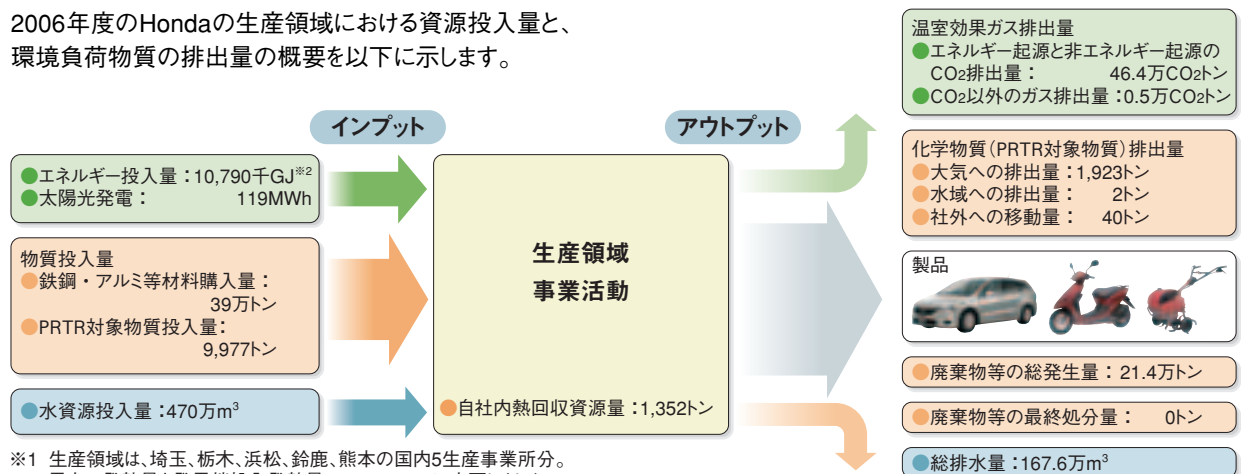 2006年度のHondaの生産領域における資源投入量と、
環境負荷物質の排出量の概要を以下に示します。
インプット
アウトプット
●エネルギー投入量：10,790千GJ※2
●太陽光発電： 119MWh
物質投入量
●鉄鋼・アルミ等材料購入量：
39万トン
●PRTR対象物質投入量：
9,977トン
●水資源投入量：470万m³
生産領域
事業活動
●自社内熱回収資源量：1,352トン
温室効果ガス排出量
●エネルギー起源と非エネルギー起源の
CO2排出量： 46.4万CO2トン
●CO2以外のガス排出量：0.5万CO2トン
化学物質（PRTR対象物質）排出量
●大気への排出量：1,923トン
●水域への排出量： 2トン
●社外への移動量： 40トン
製品
●廃棄物等の総発生量：21.4万トン
●廃棄物等の最終処分量： 0トン
●総排水量：167.6万m³
※1 生産領域は、埼玉、栃木、浜松、鈴鹿、熊本の国内5生産事業所分。